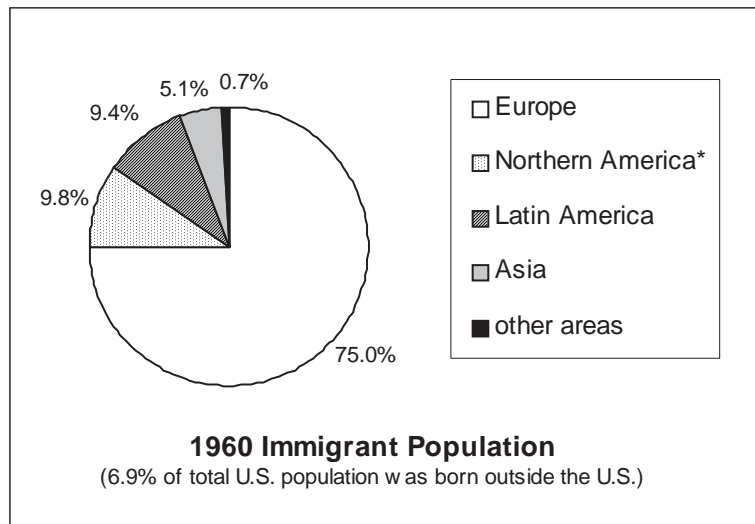 5.1%
0.7%
9.4%
9.8%
75.0%
Europe
Northern America*
Latin America
Asia
other areas
1960 Immigrant Population
(6.9% of total U.S. population was born outside the U.S.)